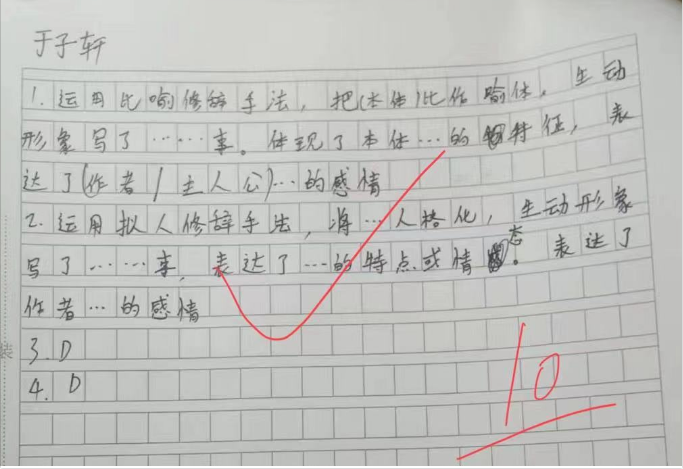 于子轩
1.运用比喻修辞手法，把(本体)比作喻体，生动
形象写了……事。体现了本体…的特征，表
达了(作者/主人公)…的感情
2.运用拟人修辞手法，将…人格化，生动形象
写了……事，表达了…的特点或情态。表达了
作者…的感情
3.D
4.D
10
装